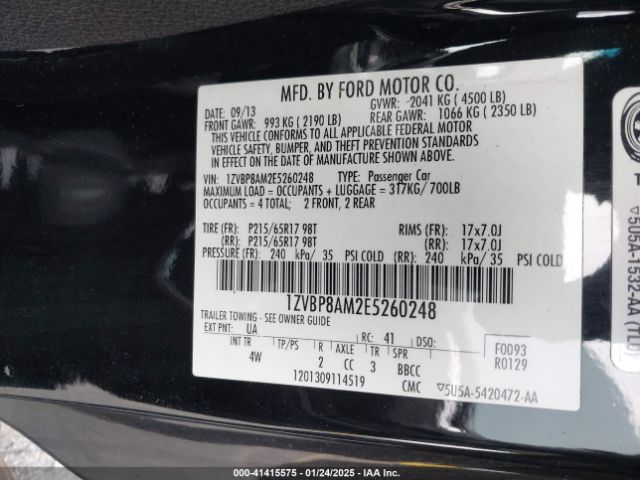 MFD. BY FORD MOTOR CO.
DATE: 09/13 GVWR: 2041 KG ( 4500 LB)
FRONT GAWR: 993 KG ( 2190 LB) REAR GAWR: 1066 KG ( 2350 LB)
THIS VEHICLE CONFORMS TO ALL APPLICABLE FEDERAL MOTOR
VEHICLE SAFETY, BUMPER, AND THEFT PREVENTION STANDARDS
IN EFFECT ON THE DATE OF MANUFACTURE SHOWN ABOVE.
VIN: 1ZVBP8AM2E5260248 TYPE: Passenger Car
MAXIMUM LOAD = OCCUPANTS + LUGGAGE = 317KG/ 700LB
OCCUPANTS = 4 TOTAL; 2 FRONT, 2 REAR
TIRE (FR): P215/65R17 98T RIMS (FR): 17x7.0J
(RR): P215/65R17 98T (RR): 17x7.0J
PRESSURE (FR): 240 kPa/ 35 PSI COLD (RR): 240 kPa/ 35 PSI COLD
1ZVBP8AM2E5260248
TRAILER TOWING - SEE OWNER GUIDE
EXT PNT: UA RC: 41 DSO: F0093
R0129
INT TR TP/PS R AXLE TR SPR
4W 2 CC 3 BBCC
1201309114519 CMC ▽5U5A-5420472-AA
▽5U5A-1532-AA (TLD)
000-41415575 - 01/24/2025 - IAA Inc.